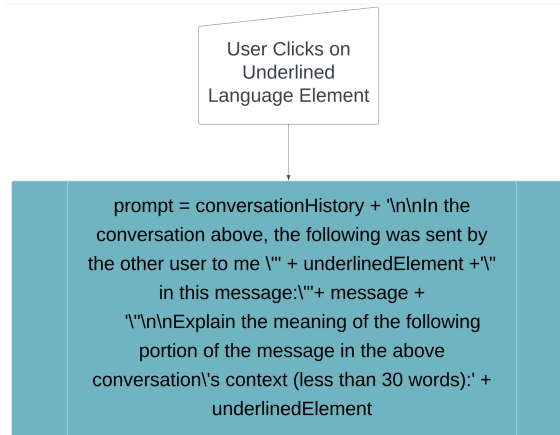 User Clicks on
Underlined
Language Element
prompt = conversationHistory + '\n\nIn the
conversation above, the following was sent by
the other user to me \"' + underlinedElement +'\"
in this message:\"'+ message +
'\"\n\nExplain the meaning of the following
portion of the message in the above
conversation\'s context (less than 30 words):' +
underlinedElement